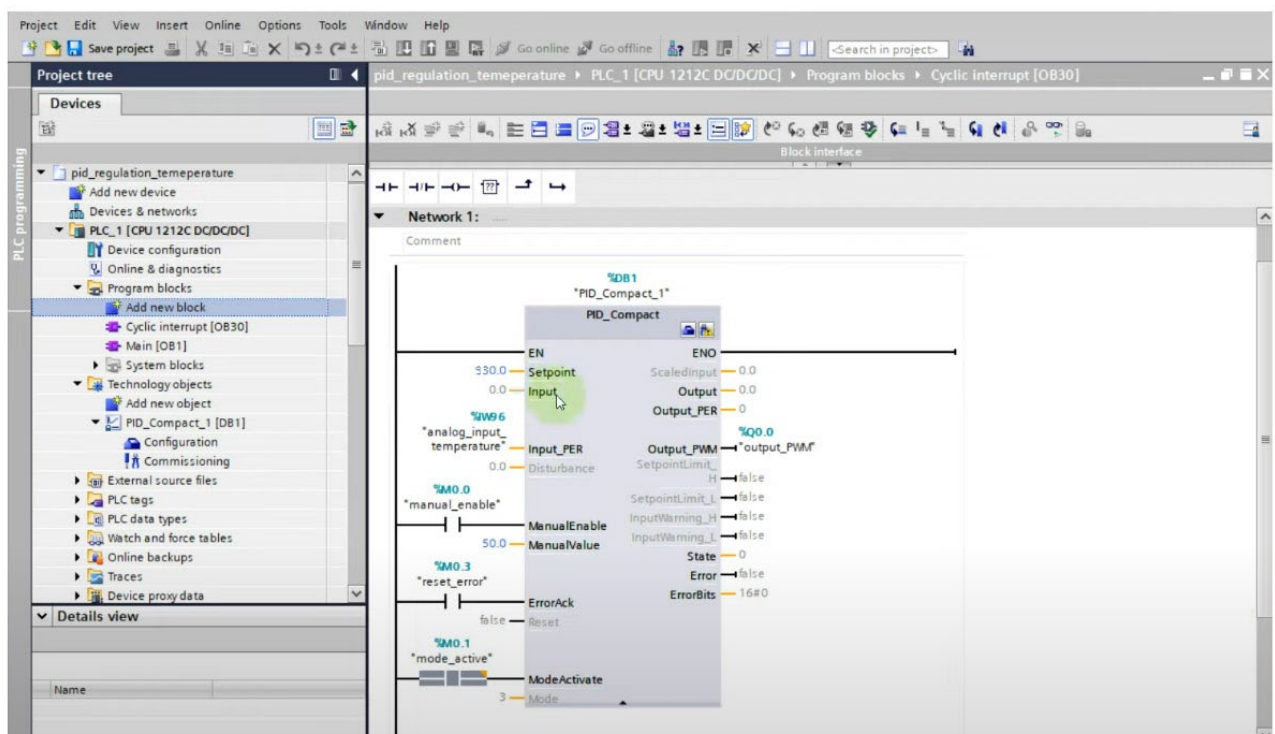 Project Edit View Insert Online Options Tools Window Help
Save project Go online Go offline <Search in project>
Project tree
pid_regulation_temeperature PLC_1 [CPU 1212C DC/DC/DC] Program blocks Cyclic interrupt [OB30]
Devices
Block interface
PLC programming
pid_regulation_temeperature
Add new device
Devices & networks
PLC_1 [CPU 1212C DC/DC/DC]
Device configuration
Online & diagnostics
Program blocks
Add new block
Cyclic interrupt [OB30]
Main [OB1]
System blocks
Technology objects
Add new object
PID_Compact_1 [DB1]
Configuration
Commissioning
External source files
PLC tags
PLC data types
Watch and force tables
Online backups
Traces
Device proxy data
Details view
Name
??
Network 1: .....
Comment
%DB1
"PID_Compact_1"
PID_Compact
EN ENO
930.0 Setpoint ScaledInput 0.0
0.0 Input Output 0.0
Output_PER 0
%IW96
"analog_input_
temperature" Input_PER
%Q0.0
Output_PWM "output_PWM"
0.0 Disturbance
SetpointLimit_
H false
%M0.0
"manual_enable"
ManualEnable
SetpointLimit_L false
InputWarning_H false
50.0 ManualValue
InputWarning_L false
State 0
%M0.3
"reset_error"
Error false
ErrorAck
ErrorBits 16#0
false Reset
%M0.1
"mode_active"
ModeActivate
3 Mode